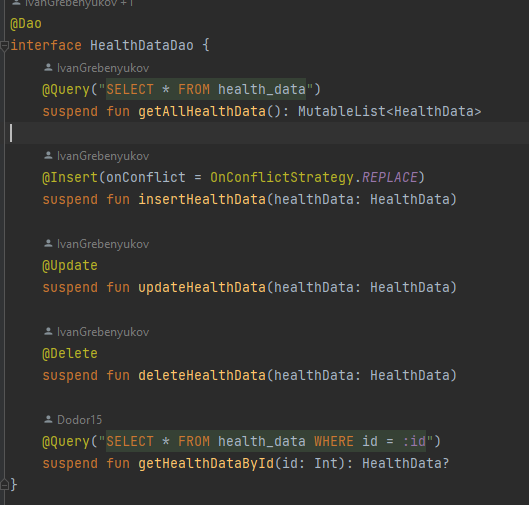 IvanGrebenyukov +1
@Dao
interface HealthDataDao {
IvanGrebenyukov
@Query("SELECT * FROM health_data")
suspend fun getAllHealthData(): MutableList<HealthData>
IvanGrebenyukov
@Insert(onConflict = OnConflictStrategy.REPLACE)
suspend fun insertHealthData(healthData: HealthData)
IvanGrebenyukov
@Update
suspend fun updateHealthData(healthData: HealthData)
IvanGrebenyukov
@Delete
suspend fun deleteHealthData(healthData: HealthData)
Dodor15
@Query("SELECT * FROM health_data WHERE id = :id")
suspend fun getHealthDataById(id: Int): HealthData?
}